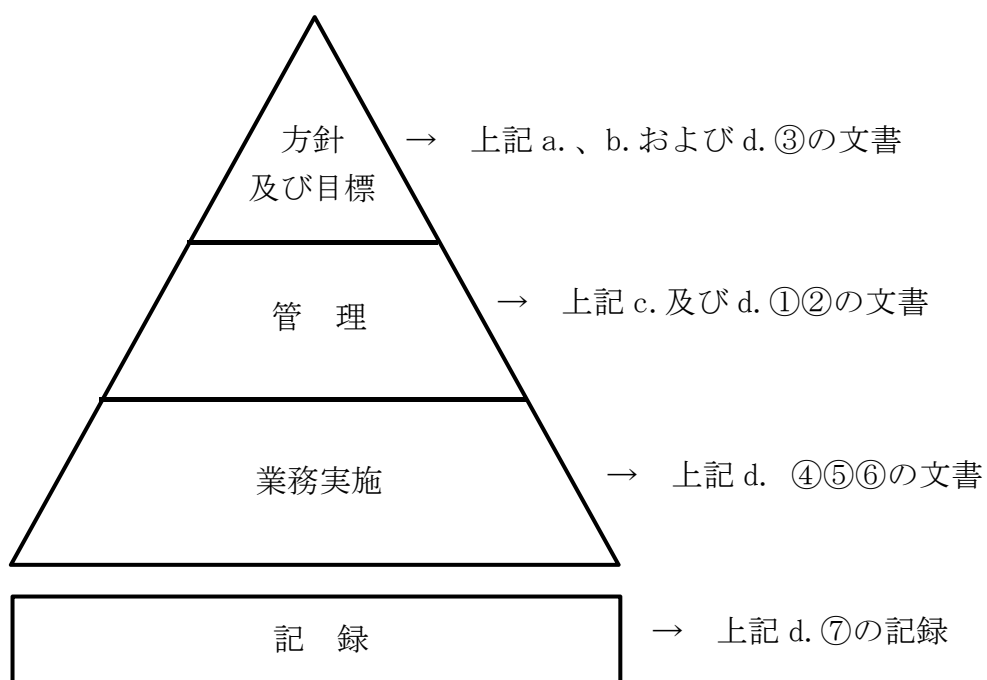 方針
及び目標
→ 上記 a. 、b. および d. ③の文書
管 理
→ 上記 c. 及び d. ①②の文書
業務実施
→ 上記 d. ④⑤⑥の文書
記 録
→ 上記 d. ⑦の記録